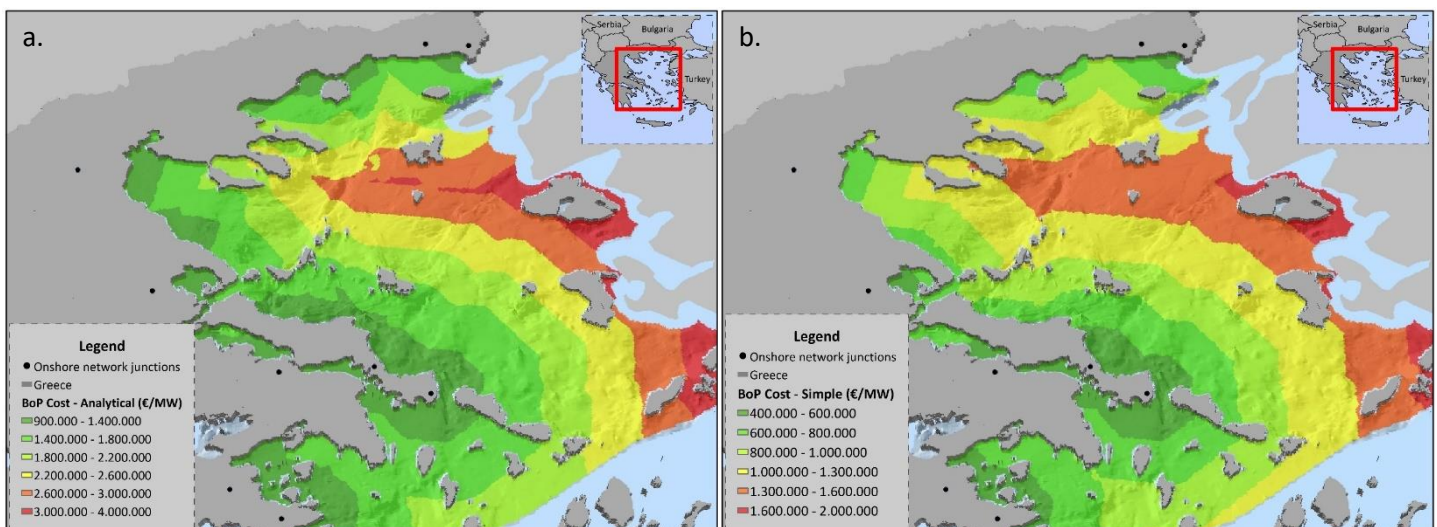 a.
Serbia
Bulgaria
Turkey
Legend
Onshore network junctions
Greece
BoP Cost - Analytical (€/MW)
900.000 - 1.400.000
1.400.000 - 1.800.000
1.800.000 - 2.200.000
2.200.000 - 2.600.000
2.600.000 - 3.000.000
3.000.000 - 4.000.000
b.
Serbia
Bulgaria
Turkey
Legend
Onshore network junctions
Greece
BoP Cost - Simple (€/MW)
400.000 - 600.000
600.000 - 800.000
800.000 - 1.000.000
1.000.000 - 1.300.000
1.300.000 - 1.600.000
1.600.000 - 2.000.000